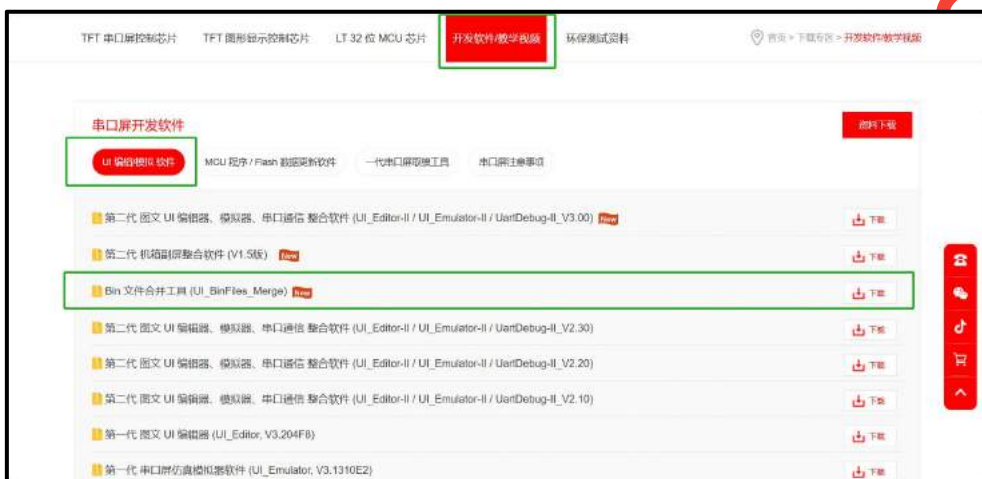 TFT 串口屏控制芯片 TFT 图形显示控制芯片 LT 32 位 MCU 芯片 开发软件/教学视频 环保测试资料 首页 > 下载专区 > 开发软件/教学视频
串口屏开发软件 资料下载
UI 编辑/模拟 软件 MCU 程序 / Flash 数据更新软件 一代串口屏取模工具 串口屏注意事项
第二代 图文 UI 编辑器、模拟器、串口通信 整合软件 (UI_Editor-II / UI_Emulator-II / UartDebug-II_V3.00) New 下载
第二代 机箱副屏整合软件 (V1.5版) New 下载
Bin 文件合并工具 (UI_BinFiles_Merge) New 下载
第二代 图文 UI 编辑器、模拟器、串口通信 整合软件 (UI_Editor-II / UI_Emulator-II / UartDebug-II_V2.30) 下载
第二代 图文 UI 编辑器、模拟器、串口通信 整合软件 (UI_Editor-II / UI_Emulator-II / UartDebug-II_V2.20) 下载
第二代 图文 UI 编辑器、模拟器、串口通信 整合软件 (UI_Editor-II / UI_Emulator-II / UartDebug-II_V2.10) 下载
第一代 图文 UI 编辑器 (UI_Editor, V3.204F8) 下载
第一代 串口屏仿真模拟器软件 (UI_Emulator, V3.1310E2) 下载